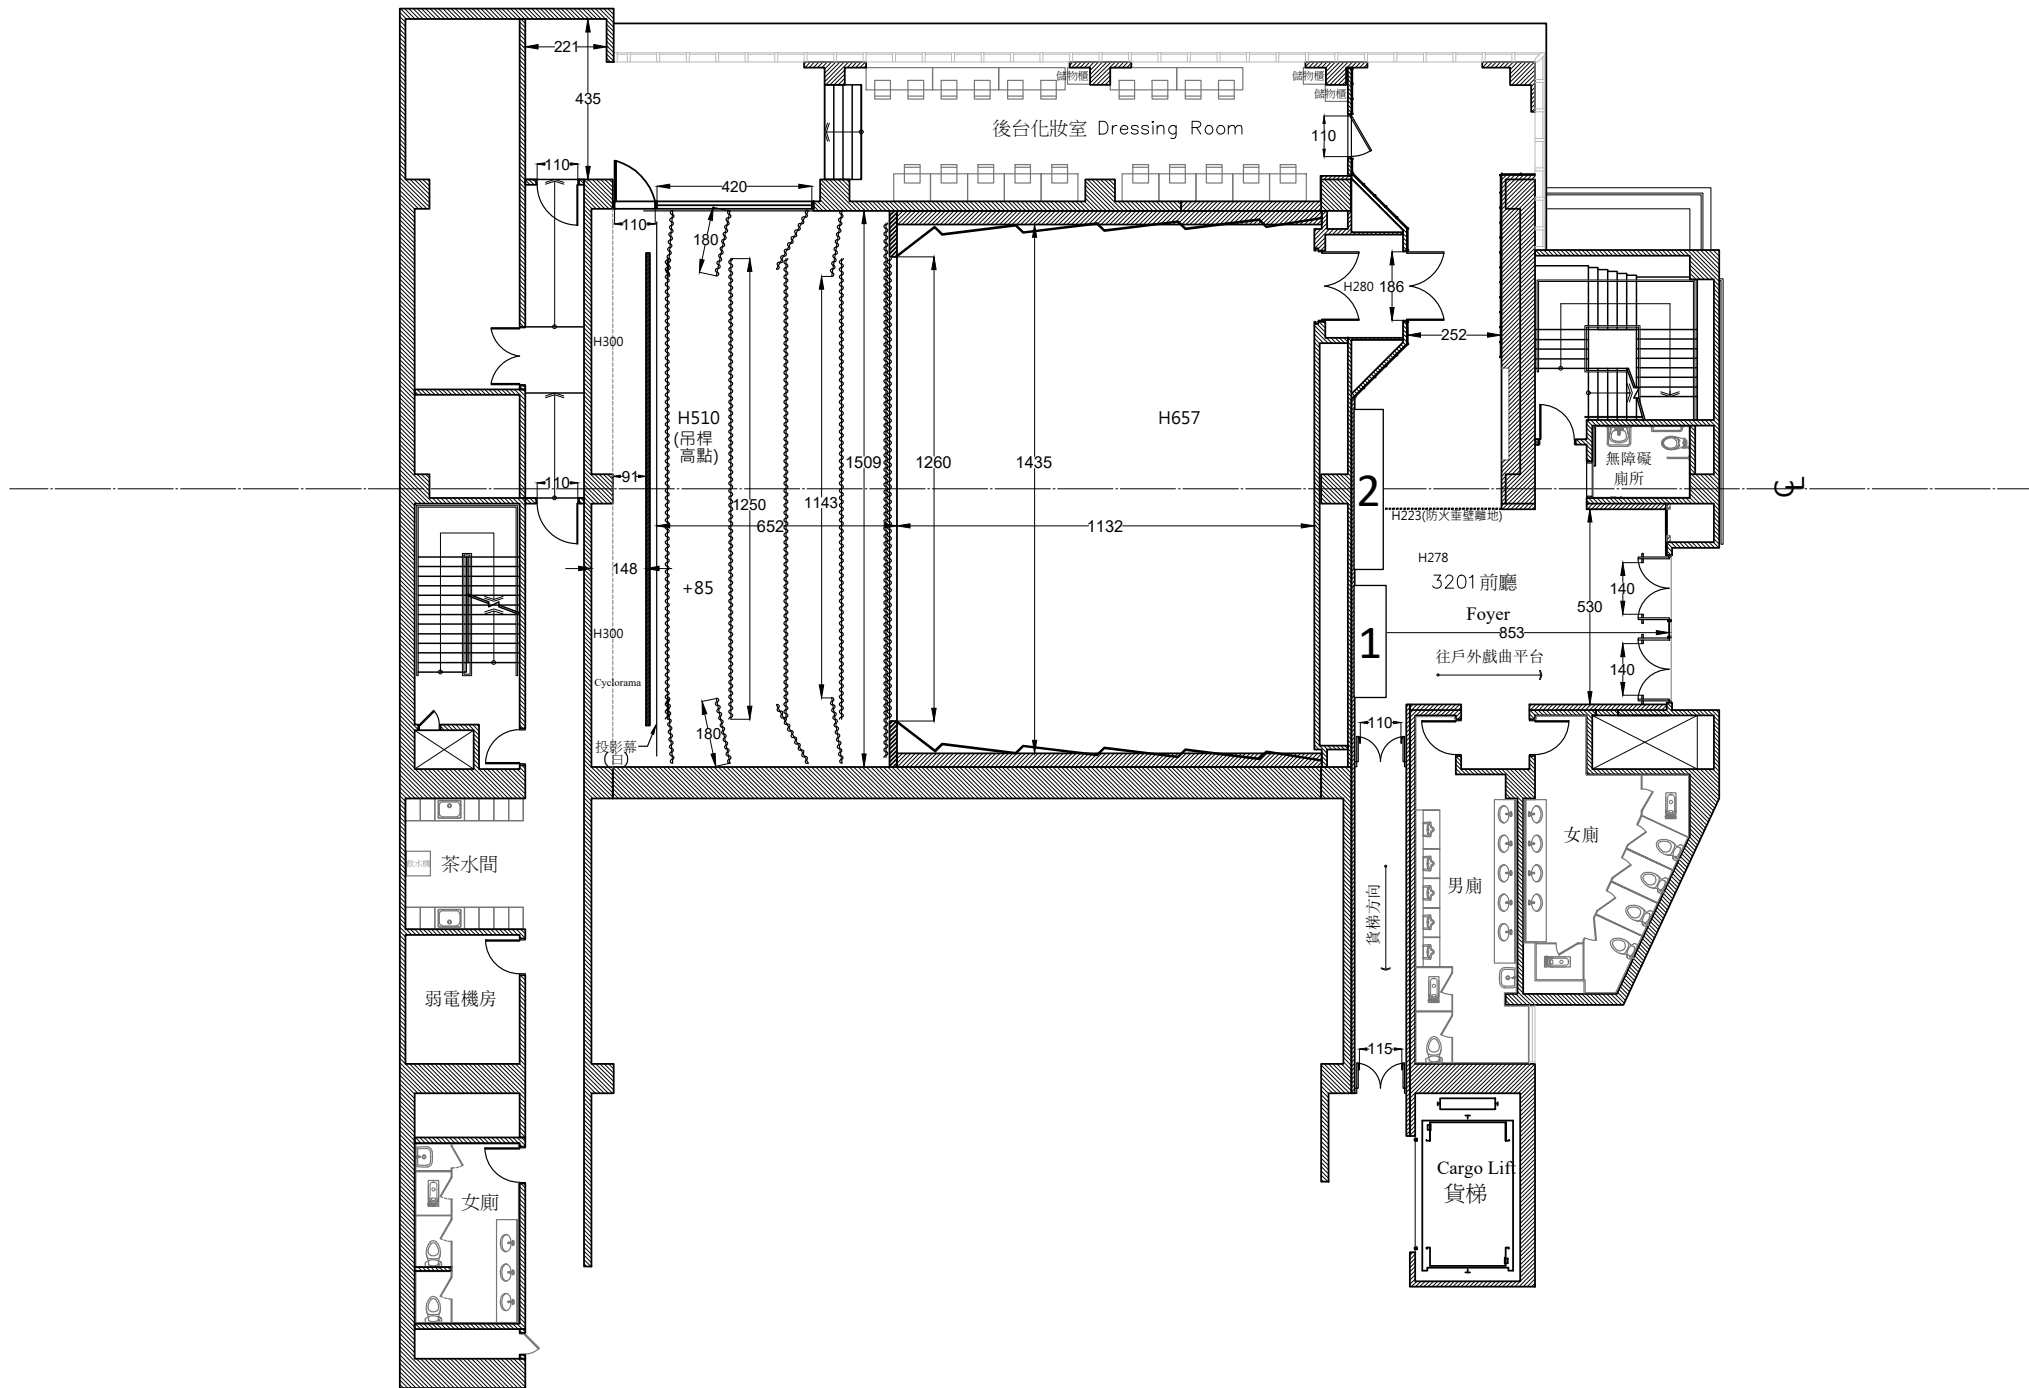 221
435
儲物櫃
儲物櫃
儲物櫃
後台化妝室 Dressing Room
110
110
420
110
180
H280
186
252
H300
H510
(吊桿
高點)
H657
無障礙
廁所
1509
1260
1435
91
110
1250
1143
2
652
1132
H223(防火垂壁離地)
H278
148
+85
3201前廳
140
530
Foyer
853
H300
1
往戶外戲曲平台
140
Cyclorama
180
110
投影幕
(白)
女廁
飲水機
茶水間
男廁
貨梯方向
弱電機房
115
Cargo Lift
貨梯
女廁
CL